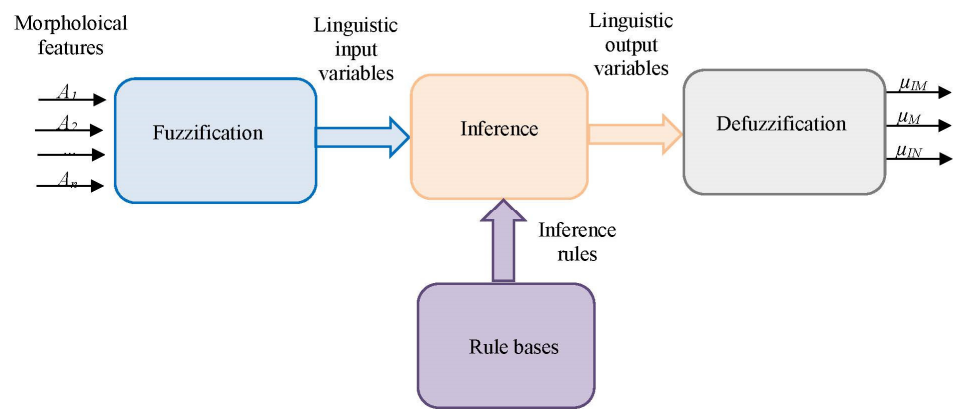 Morpholoical
features
A1
A2
...
An
Fuzzification
Linguistic
input
variables
Inference
Linguistic
output
variables
Defuzzification
μIM
μM
μIN
Inference
rules
Rule bases